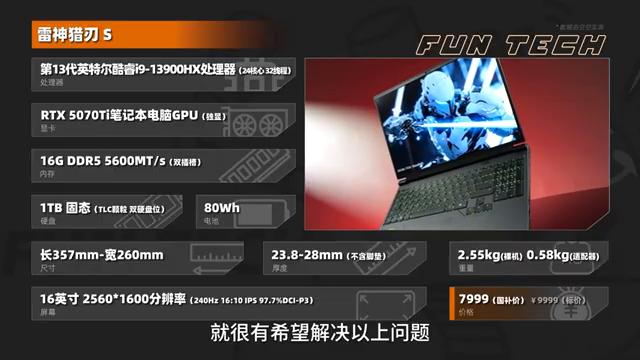 雷神猎刃 S
FUN TECH
第13代英特尔酷睿i9-13900HX处理器（24核心 32线程）
处理器
RTX 5070Ti笔记本电脑GPU（独显）
显卡
16G DDR5 5600MT/s（双插槽）
内存
1TB 固态（TLC颗粒 双硬盘位）
硬盘
80Wh
电池
长357mm-宽260mm
尺寸
23.8-28mm（不含脚垫）
厚度
2.55kg(裸机) 0.58kg(适配器)
重量
16英寸 2560*1600分辨率（240Hz 16:10 IPS 97.7%DCI-P3）
屏幕
7999（国补价）￥9999（标价）
价格
就很有希望解决以上问题